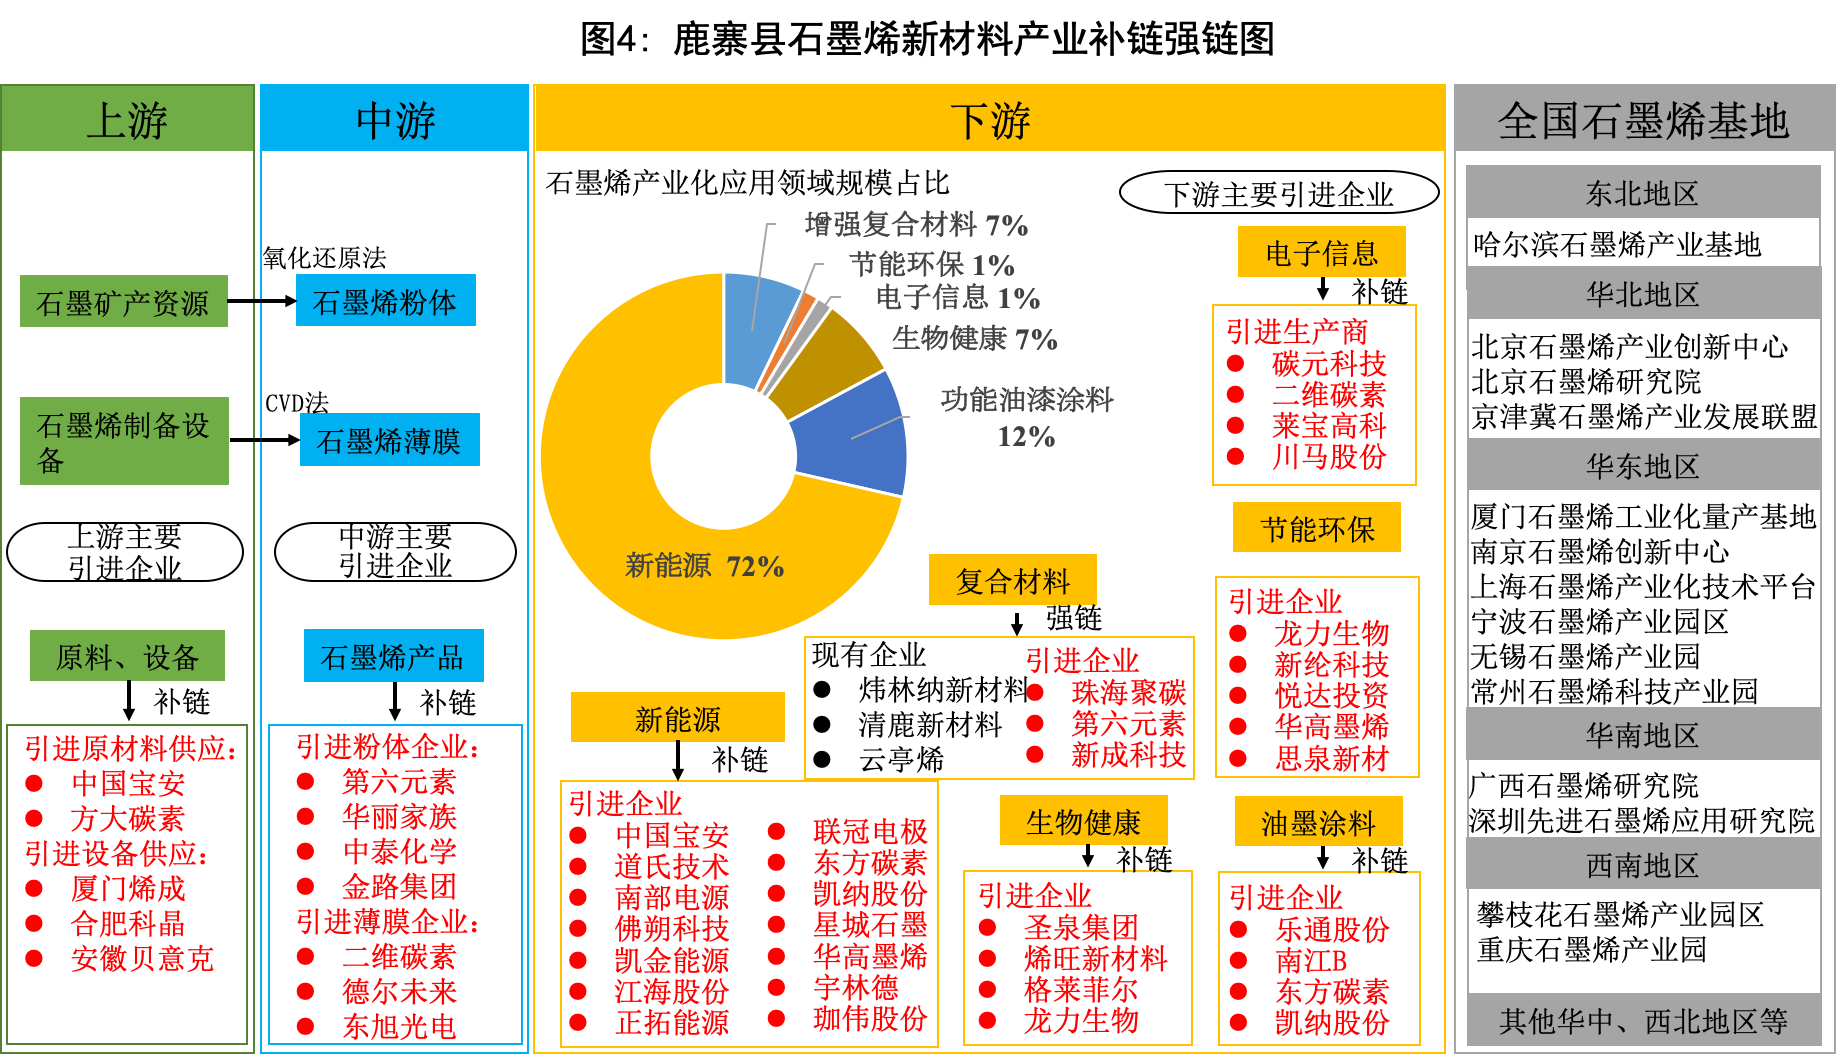 图4：鹿寨县石墨烯新材料产业补链强链图
上游
石墨矿产资源
石墨烯制备设
备
上游主要
引进企业
原料、设备
补链
引进原材料供应：
中国宝安
方大碳素
引进设备供应：
厦门烯成
合肥科晶
安徽贝意克
中游
氧化还原法
石墨烯粉体
CVD法
石墨烯薄膜
中游主要
引进企业
石墨烯产品
补链
引进粉体企业：
第六元素
华丽家族
中泰化学
金路集团
引进薄膜企业：
二维碳素
德尔未来
东旭光电
下游
石墨烯产业化应用领域规模占比
增强复合材料 7%
节能环保 1%
电子信息 1%
生物健康 7%
功能油漆涂料
12%
新能源 72%
下游主要引进企业
电子信息
补链
引进生产商
碳元科技
二维碳素
莱宝高科
川马股份
节能环保
引进企业
龙力生物
新纶科技
悦达投资
华高墨烯
思泉新材
复合材料
强链
现有企业
炜林纳新材料
清鹿新材料
云亭烯
引进企业
珠海聚碳
第六元素
新成科技
新能源
补链
引进企业
中国宝安
道氏技术
南部电源
佛朔科技
凯金能源
江海股份
正拓能源
联冠电极
东方碳素
凯纳股份
星城石墨
华高墨烯
宇林德
珈伟股份
生物健康
补链
引进企业
圣泉集团
烯旺新材料
格莱菲尔
龙力生物
油墨涂料
补链
引进企业
乐通股份
南江B
东方碳素
凯纳股份
全国石墨烯基地
东北地区
哈尔滨石墨烯产业基地
华北地区
北京石墨烯产业创新中心
北京石墨烯研究院
京津冀石墨烯产业发展联盟
华东地区
厦门石墨烯工业化量产基地
南京石墨烯创新中心
上海石墨烯产业化技术平台
宁波石墨烯产业园区
无锡石墨烯产业园
常州石墨烯科技产业园
华南地区
广西石墨烯研究院
深圳先进石墨烯应用研究院
西南地区
攀枝花石墨烯产业园区
重庆石墨烯产业园
其他华中、西北地区等